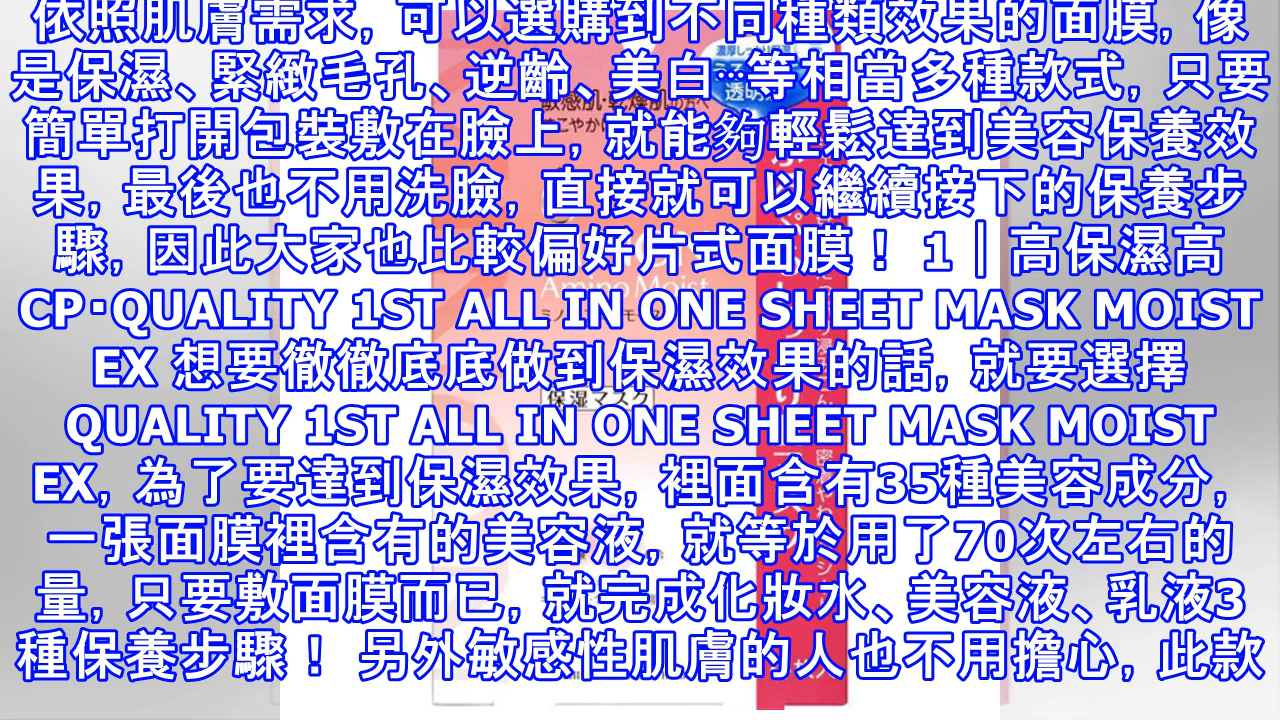 依照肌膚需求, 可以選購到不同種類效果的面膜, 像
是保濕、緊緻毛孔、逆齡、美白…等相當多種款式, 只要
簡單打開包裝敷在臉上, 就能夠輕鬆達到美容保養效
果, 最後也不用洗臉, 直接就可以繼續接下的保養步
驟, 因此大家也比較偏好片式面膜！ 1｜高保濕高
CP･QUALITY 1ST ALL IN ONE SHEET MASK MOIST
EX 想要徹徹底底做到保濕效果的話, 就要選擇
QUALITY 1ST ALL IN ONE SHEET MASK MOIST
EX, 為了要達到保濕效果, 裡面含有35種美容成分,
一張面膜裡含有的美容液, 就等於用了70次左右的
量, 只要敷面膜而已, 就完成化妝水、美容液、乳液3
種保養步驟！ 另外敏感性肌膚的人也不用擔心, 此款
Amino Moist
保湿マスク